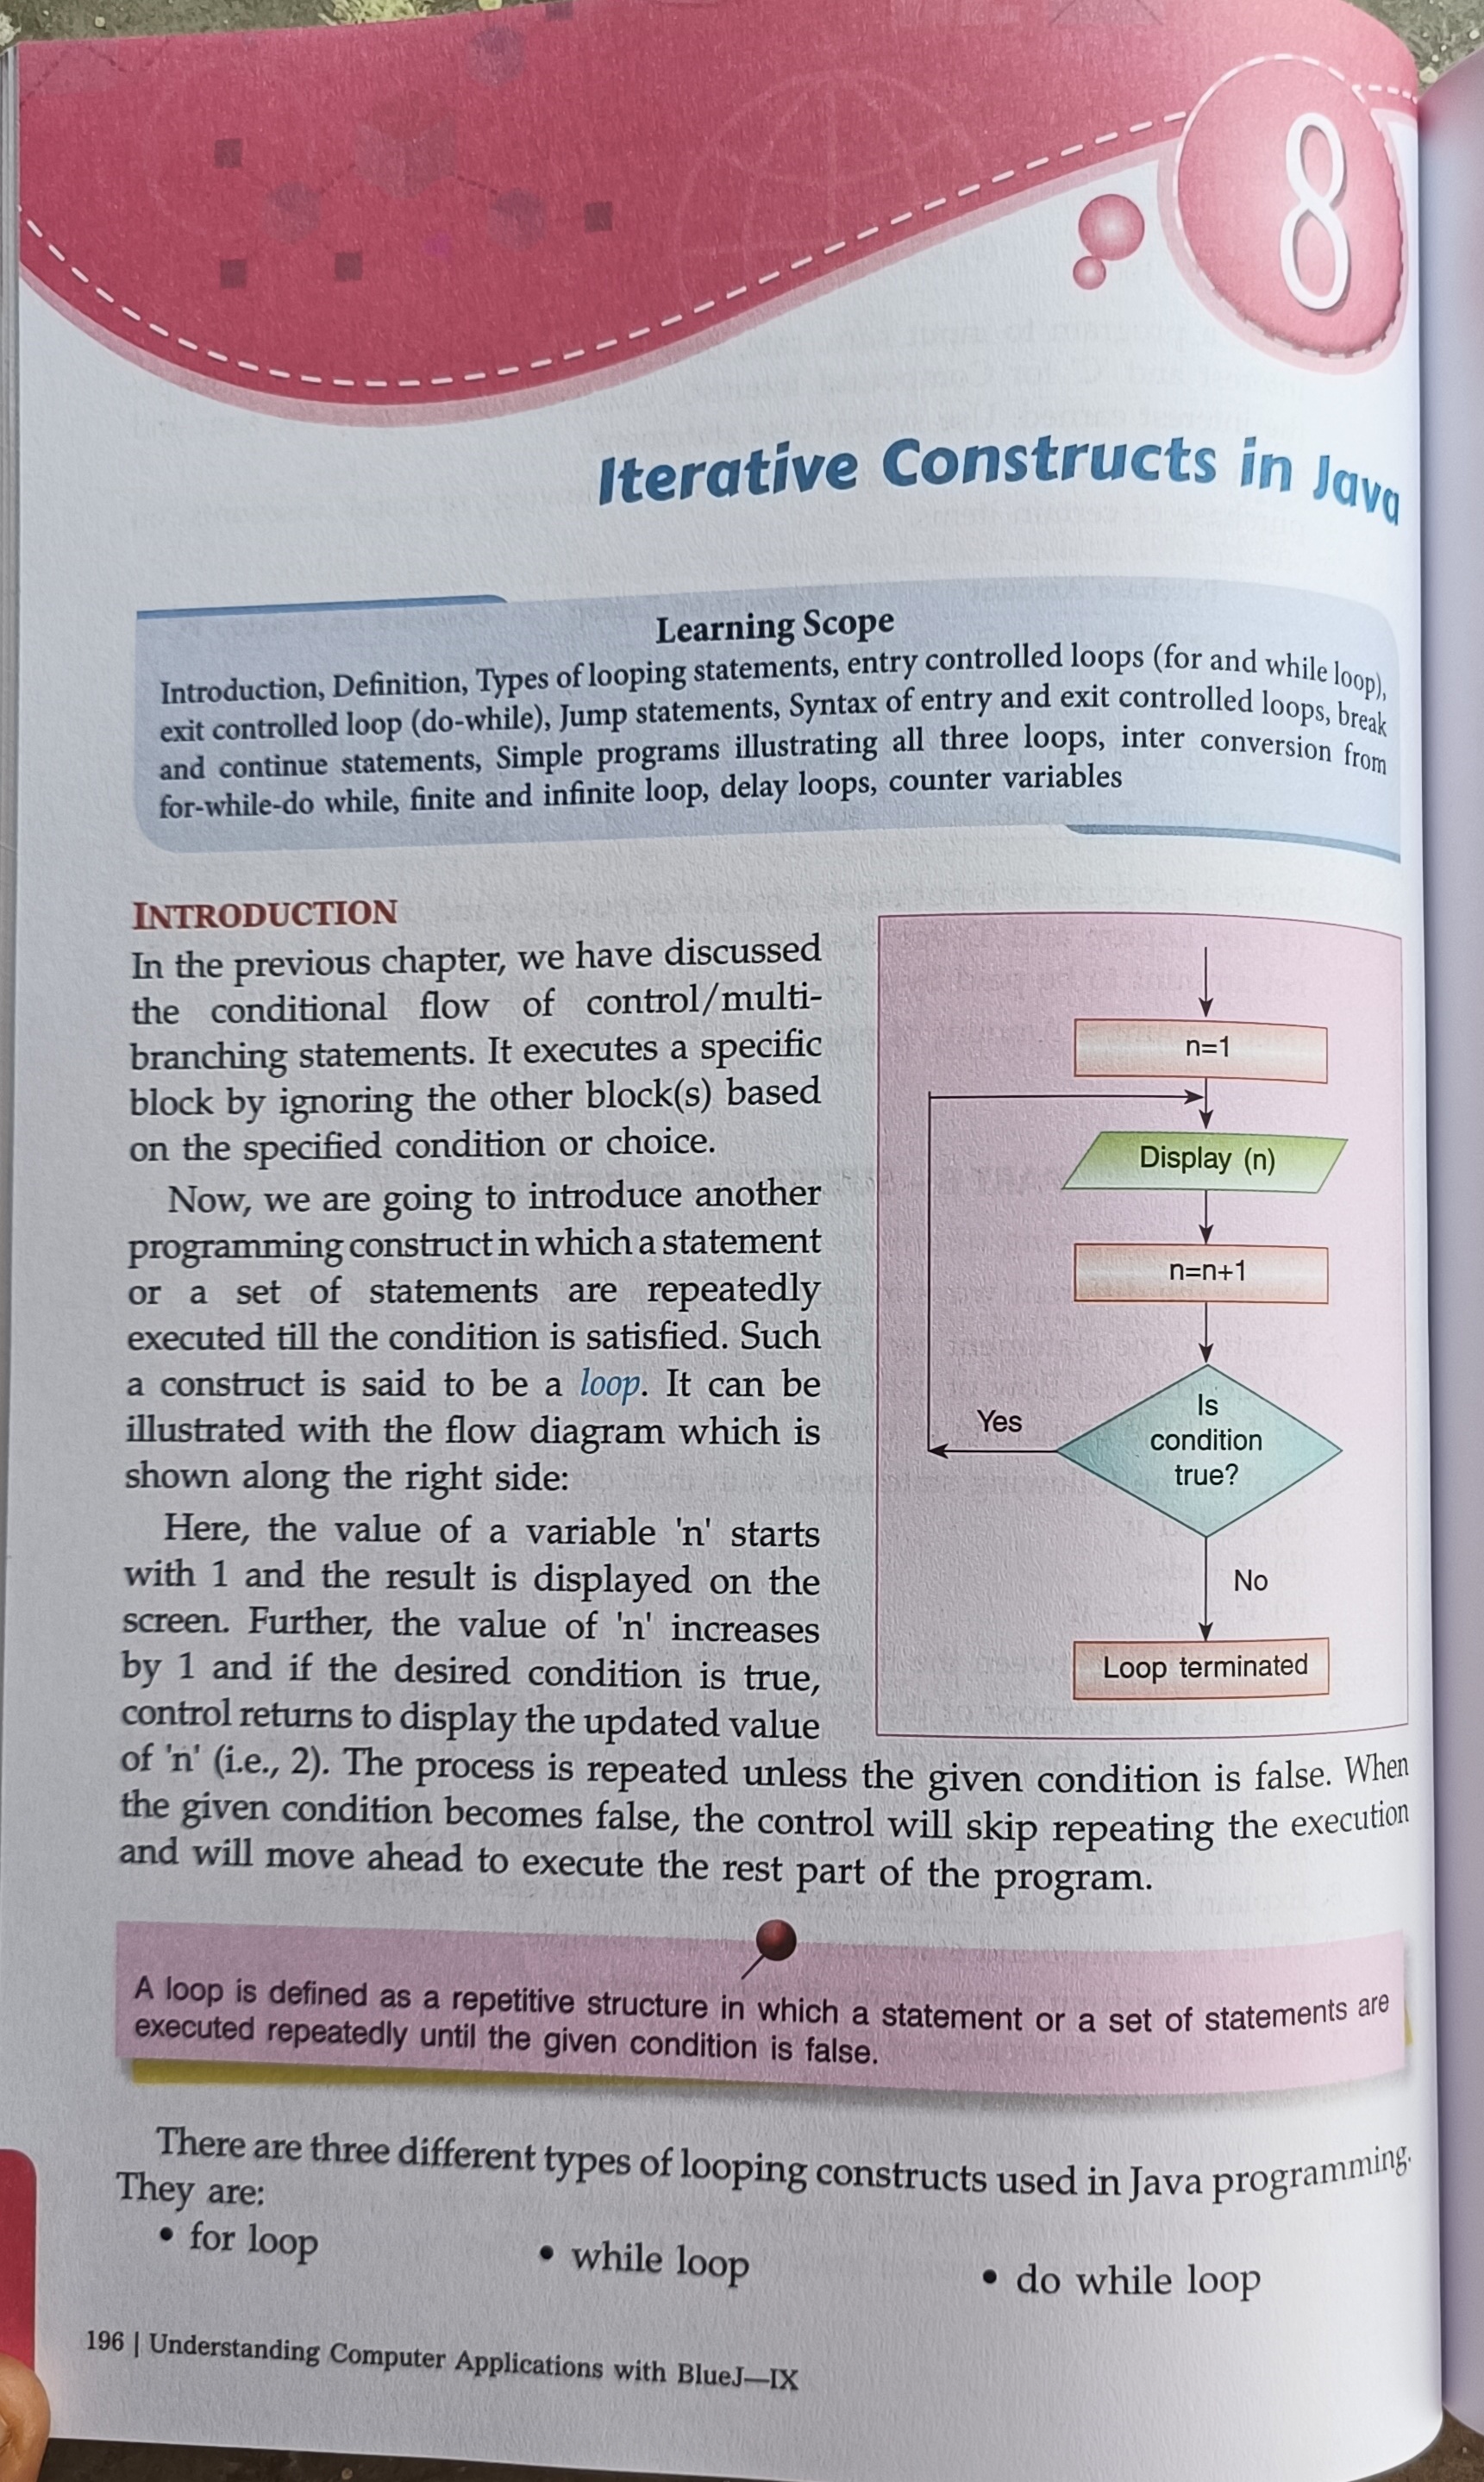 8
Iterative Constructs in Java
Learning Scope
Introduction, Definition, Types of looping statements, entry controlled loops (for and while loop),
exit controlled loop (do-while), Jump statements, Syntax of entry and exit controlled loops, break
and continue statements, Simple programs illustrating all three loops, inter conversion from
for-while-do while, finite and infinite loop, delay loops, counter variables
INTRODUCTION
In the previous chapter, we have discussed
the conditional flow of control/multi-
branching statements. It executes a specific
block by ignoring the other block(s) based
on the specified condition or choice.
Now, we are going to introduce another
programming construct in which a statement
or a set of statements are repeatedly
executed till the condition is satisfied. Such
a construct is said to be a loop. It can be
illustrated with the flow diagram which is
shown along the right side:
Here, the value of a variable 'n' starts
with 1 and the result is displayed on the
screen. Further, the value of 'n' increases
by 1 and if the desired condition is true,
control returns to display the updated value
of 'n' (i.e., 2). The process is repeated unless the given condition is false. When
the given condition becomes false, the control will skip repeating the execution
and will move ahead to execute the rest part of the program.
n=1
Display (n)
n=n+1
Is
condition
true?
Yes
No
Loop terminated
A loop is defined as a repetitive structure in which a statement or a set of statements are
executed repeatedly until the given condition is false.
There are three different types of looping constructs used in Java programming.
They are:
• for loop
• while loop
• do while loop
196 | Understanding Computer Applications with BlueJ—IX